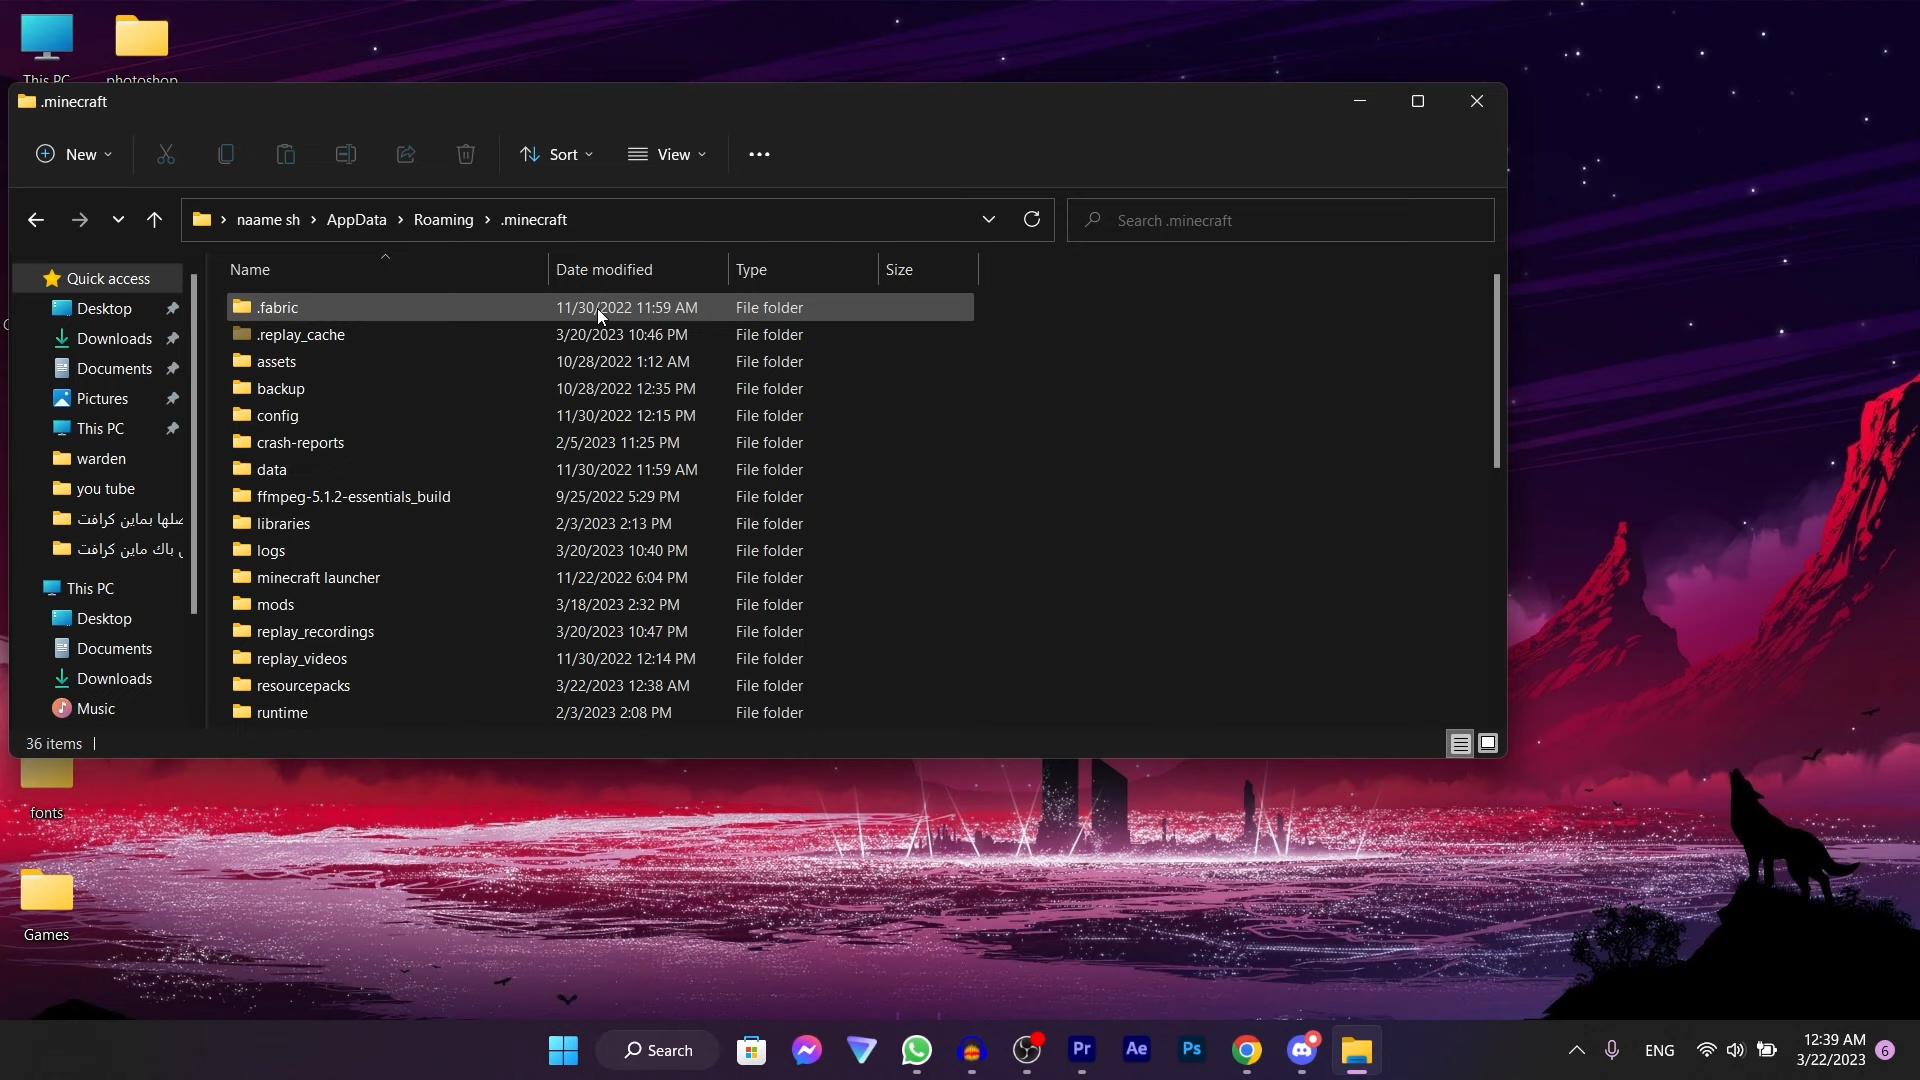 This PC
photoshop
.minecraft
New
Sort
View
naame sh > AppData > Roaming > .minecraft
Search .minecraft
Name
Date modified
Type
Size
Quick access
Desktop
Downloads
Documents
Pictures
This PC
warden
you tube
صلها بماين كرافت
باك ماين كرافت
This PC
Desktop
Documents
Downloads
Music
.fabric 11/30/2022 11:59 AM File folder
.replay_cache 3/20/2023 10:46 PM File folder
assets 10/28/2022 1:12 AM File folder
backup 10/28/2022 12:35 PM File folder
config 11/30/2022 12:15 PM File folder
crash-reports 2/5/2023 11:25 PM File folder
data 11/30/2022 11:59 AM File folder
ffmpeg-5.1.2-essentials_build 9/25/2022 5:29 PM File folder
libraries 2/3/2023 2:13 PM File folder
logs 3/20/2023 10:40 PM File folder
minecraft launcher 11/22/2022 6:04 PM File folder
mods 3/18/2023 2:32 PM File folder
replay_recordings 3/20/2023 10:47 PM File folder
replay_videos 11/30/2022 12:14 PM File folder
resourcepacks 3/22/2023 12:38 AM File folder
runtime 2/3/2023 2:08 PM File folder
36 items
fonts
Games
Search
Pr
Ae
Ps
ENG
12:39 AM
3/22/2023
6